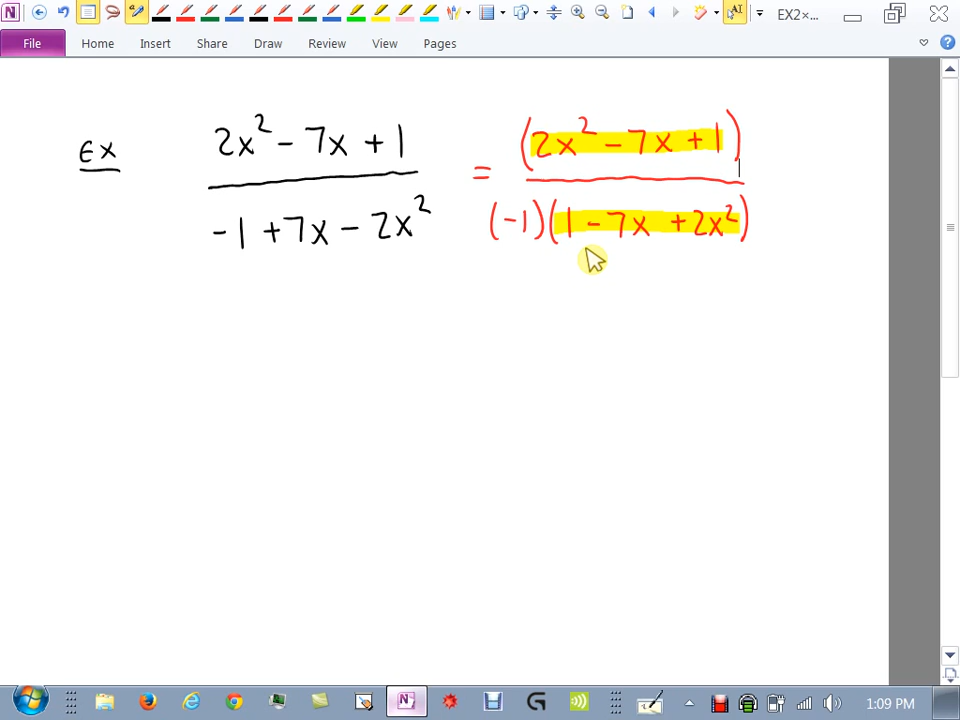 EX2×...
File Home Insert Share Draw Review View Pages
EX 2x² - 7x + 1 = (2x² - 7x + 1)
-1 + 7x - 2x² (-1)(1 - 7x + 2x²)
1:09 PM